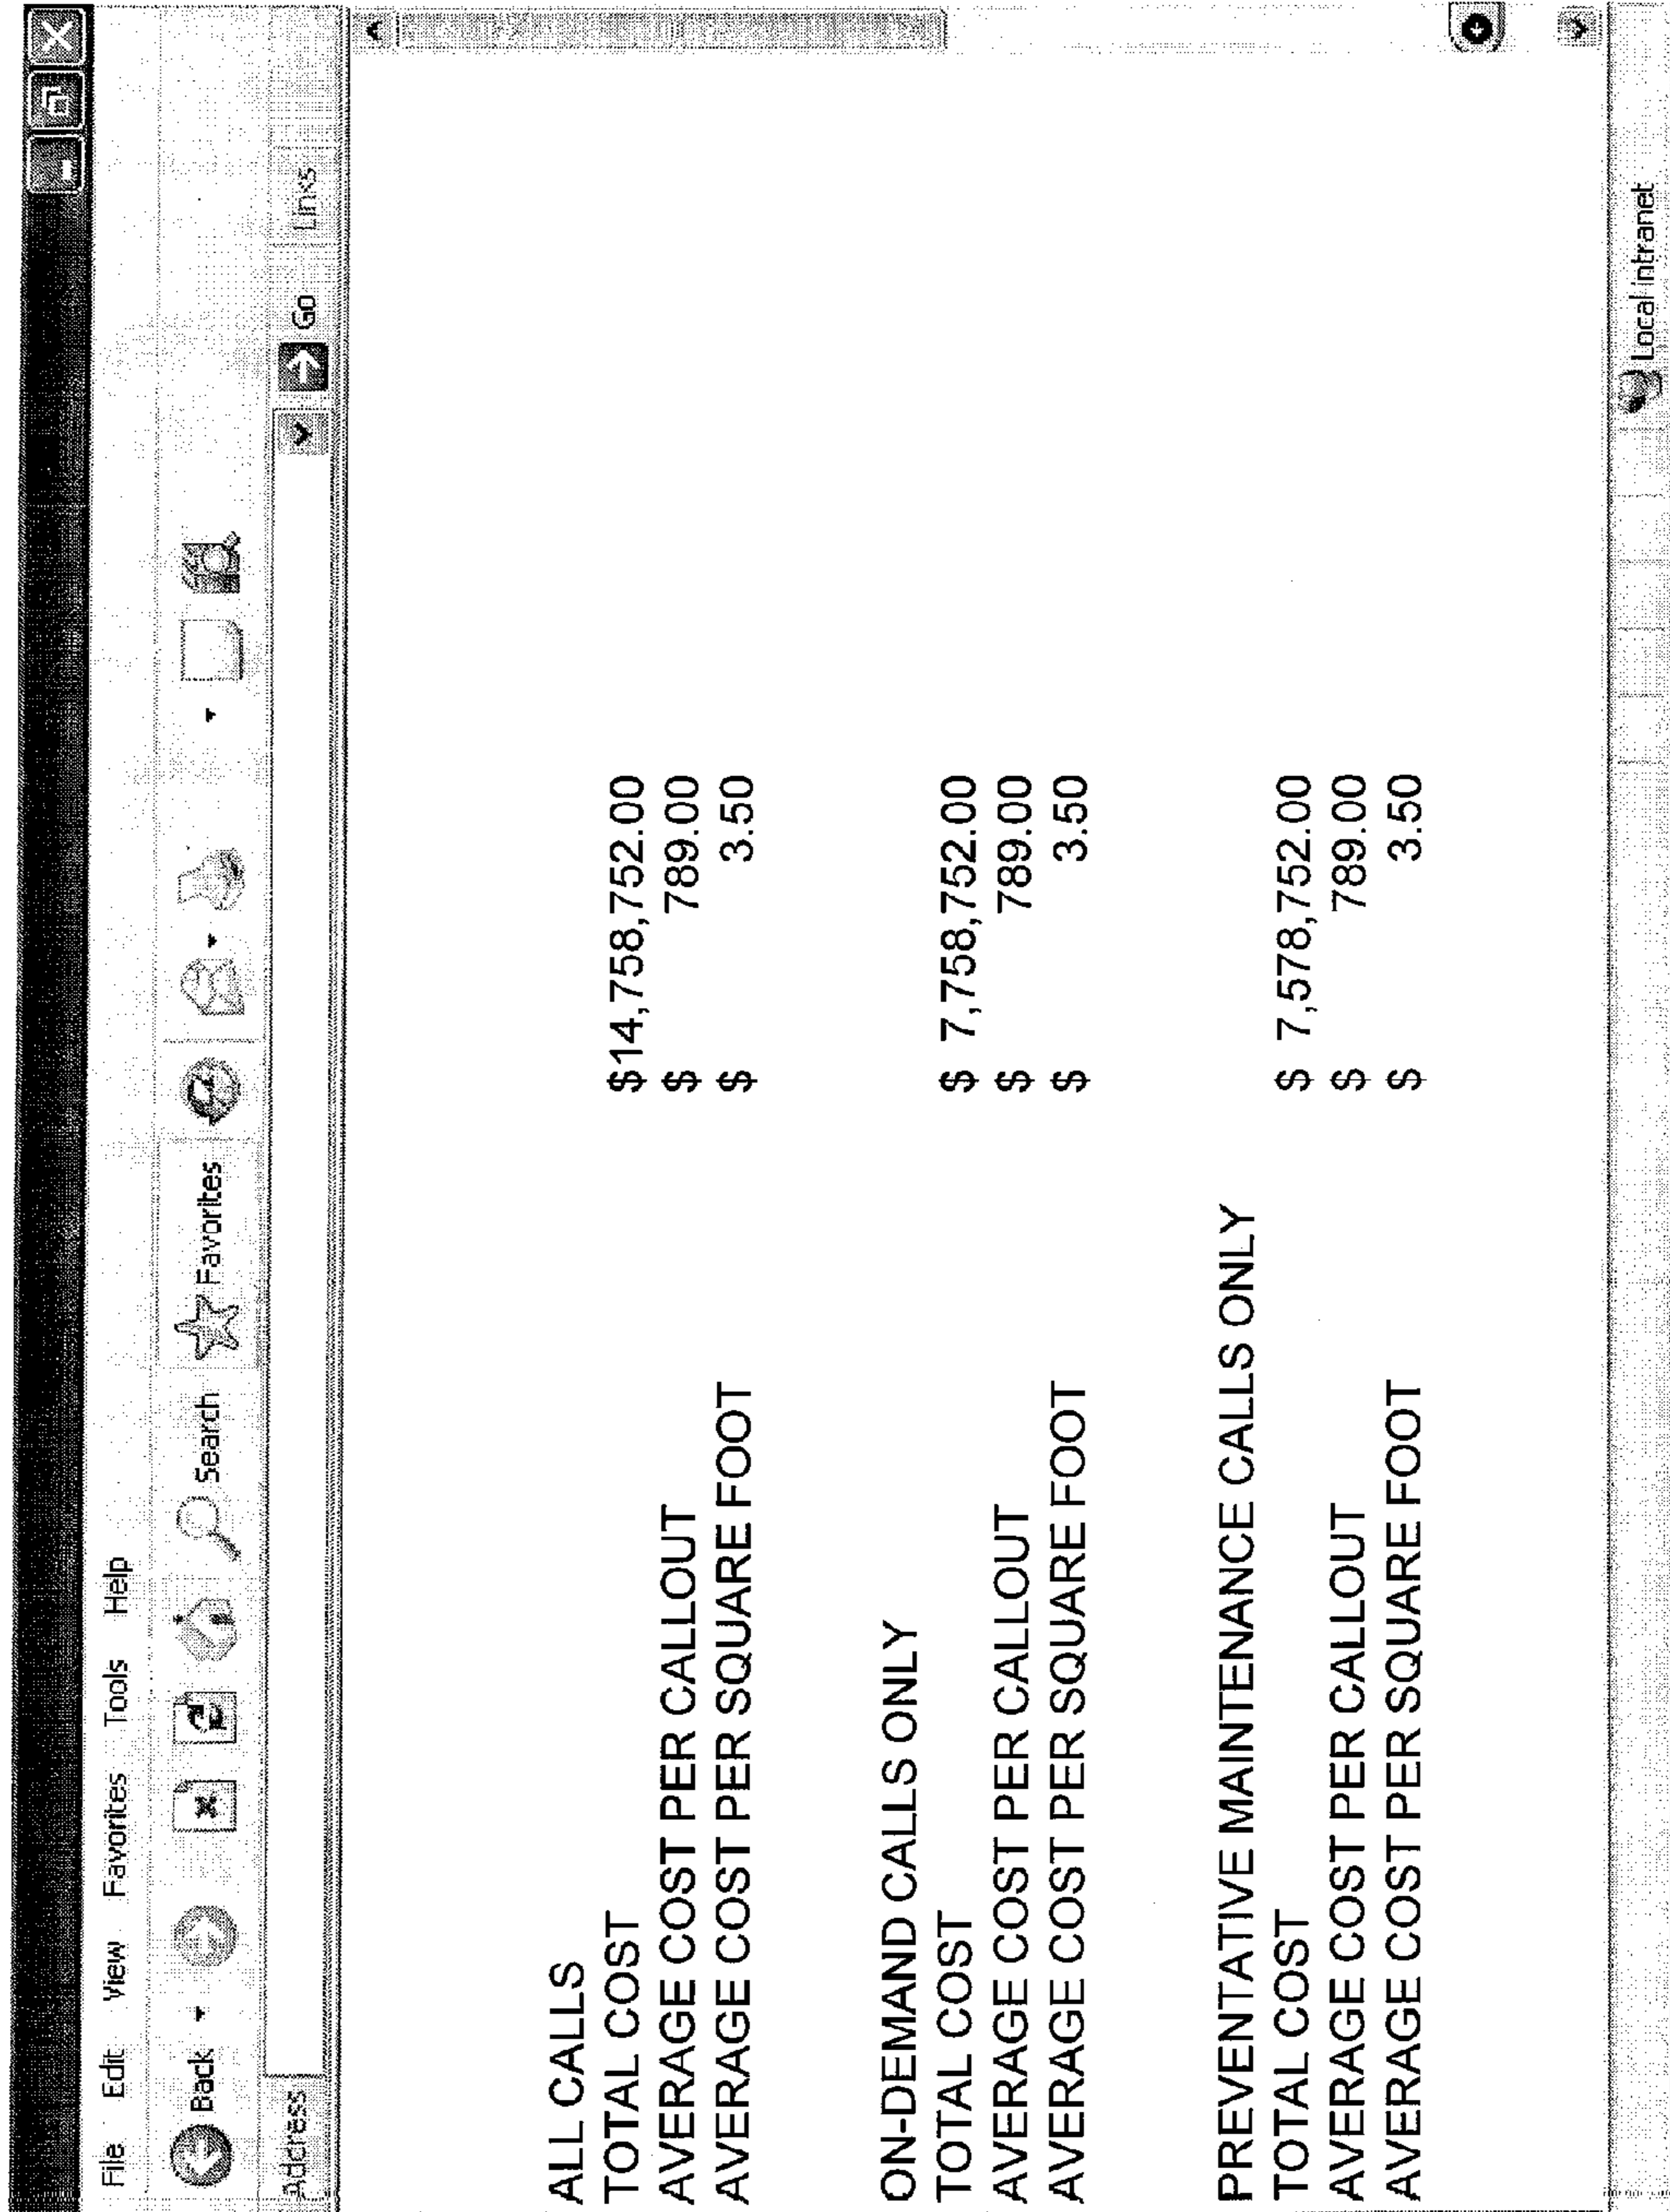 File Edit View Favorites Tools Help
Back Search Favorites
Address Go Links
ALL CALLS
TOTAL COST $14,758,752.00
AVERAGE COST PER CALLOUT $ 789.00
AVERAGE COST PER SQUARE FOOT $ 3.50
ON-DEMAND CALLS ONLY
TOTAL COST $ 7,758,752.00
AVERAGE COST PER CALLOUT $ 789.00
AVERAGE COST PER SQUARE FOOT $ 3.50
PREVENTATIVE MAINTENANCE CALLS ONLY
TOTAL COST $ 7,578,752.00
AVERAGE COST PER CALLOUT $ 789.00
AVERAGE COST PER SQUARE FOOT $ 3.50
Local intranet